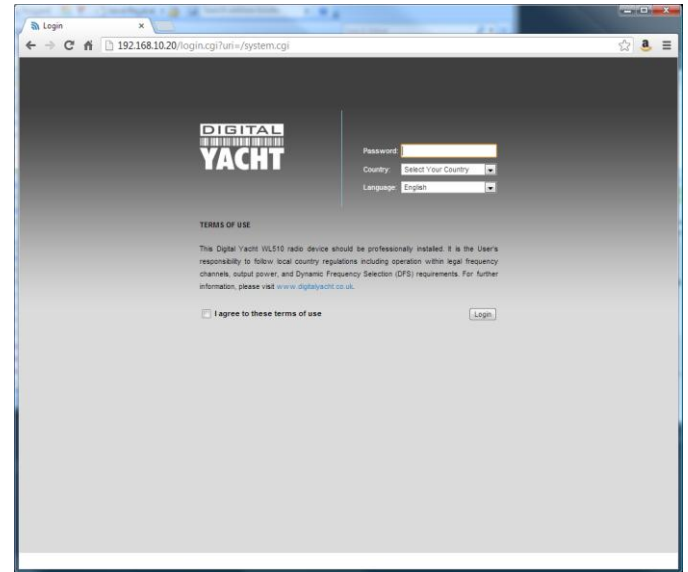 Login
192.168.10.20/login.cgi?uri=/system.cgi
DIGITAL
YACHT
Password:
Country: Select Your Country
Language: English
TERMS OF USE
This Digital Yacht WL510 radio device should be professionally installed. It is the User's
responsibility to follow local country regulations including operation within legal frequency
channels, output power, and Dynamic Frequency Selection (DFS) requirements. For further
information, please visit www.digitalyacht.co.uk.
I agree to these terms of use
Login